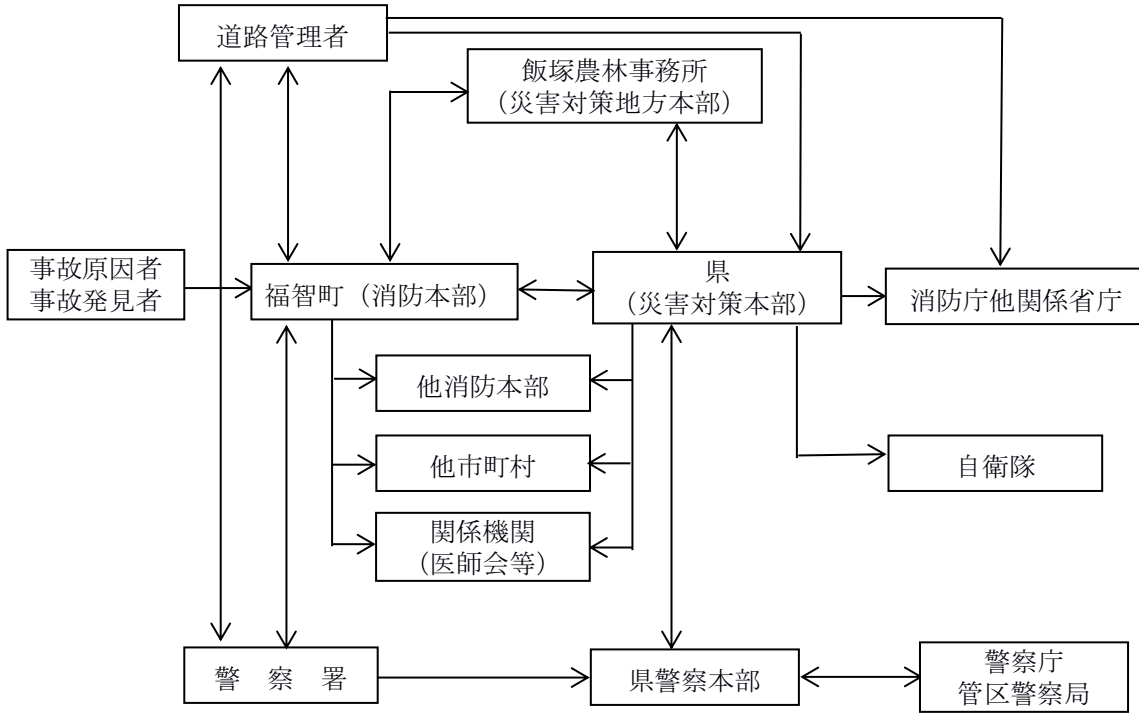 道路管理者
飯塚農林事務所
（災害対策地方本部）
事故原因者
事故発見者
福智町（消防本部）
県
（災害対策本部）
消防庁他関係省庁
他消防本部
他市町村
自衛隊
関係機関
（医師会等）
警　察　署
県警察本部
警察庁
管区警察局